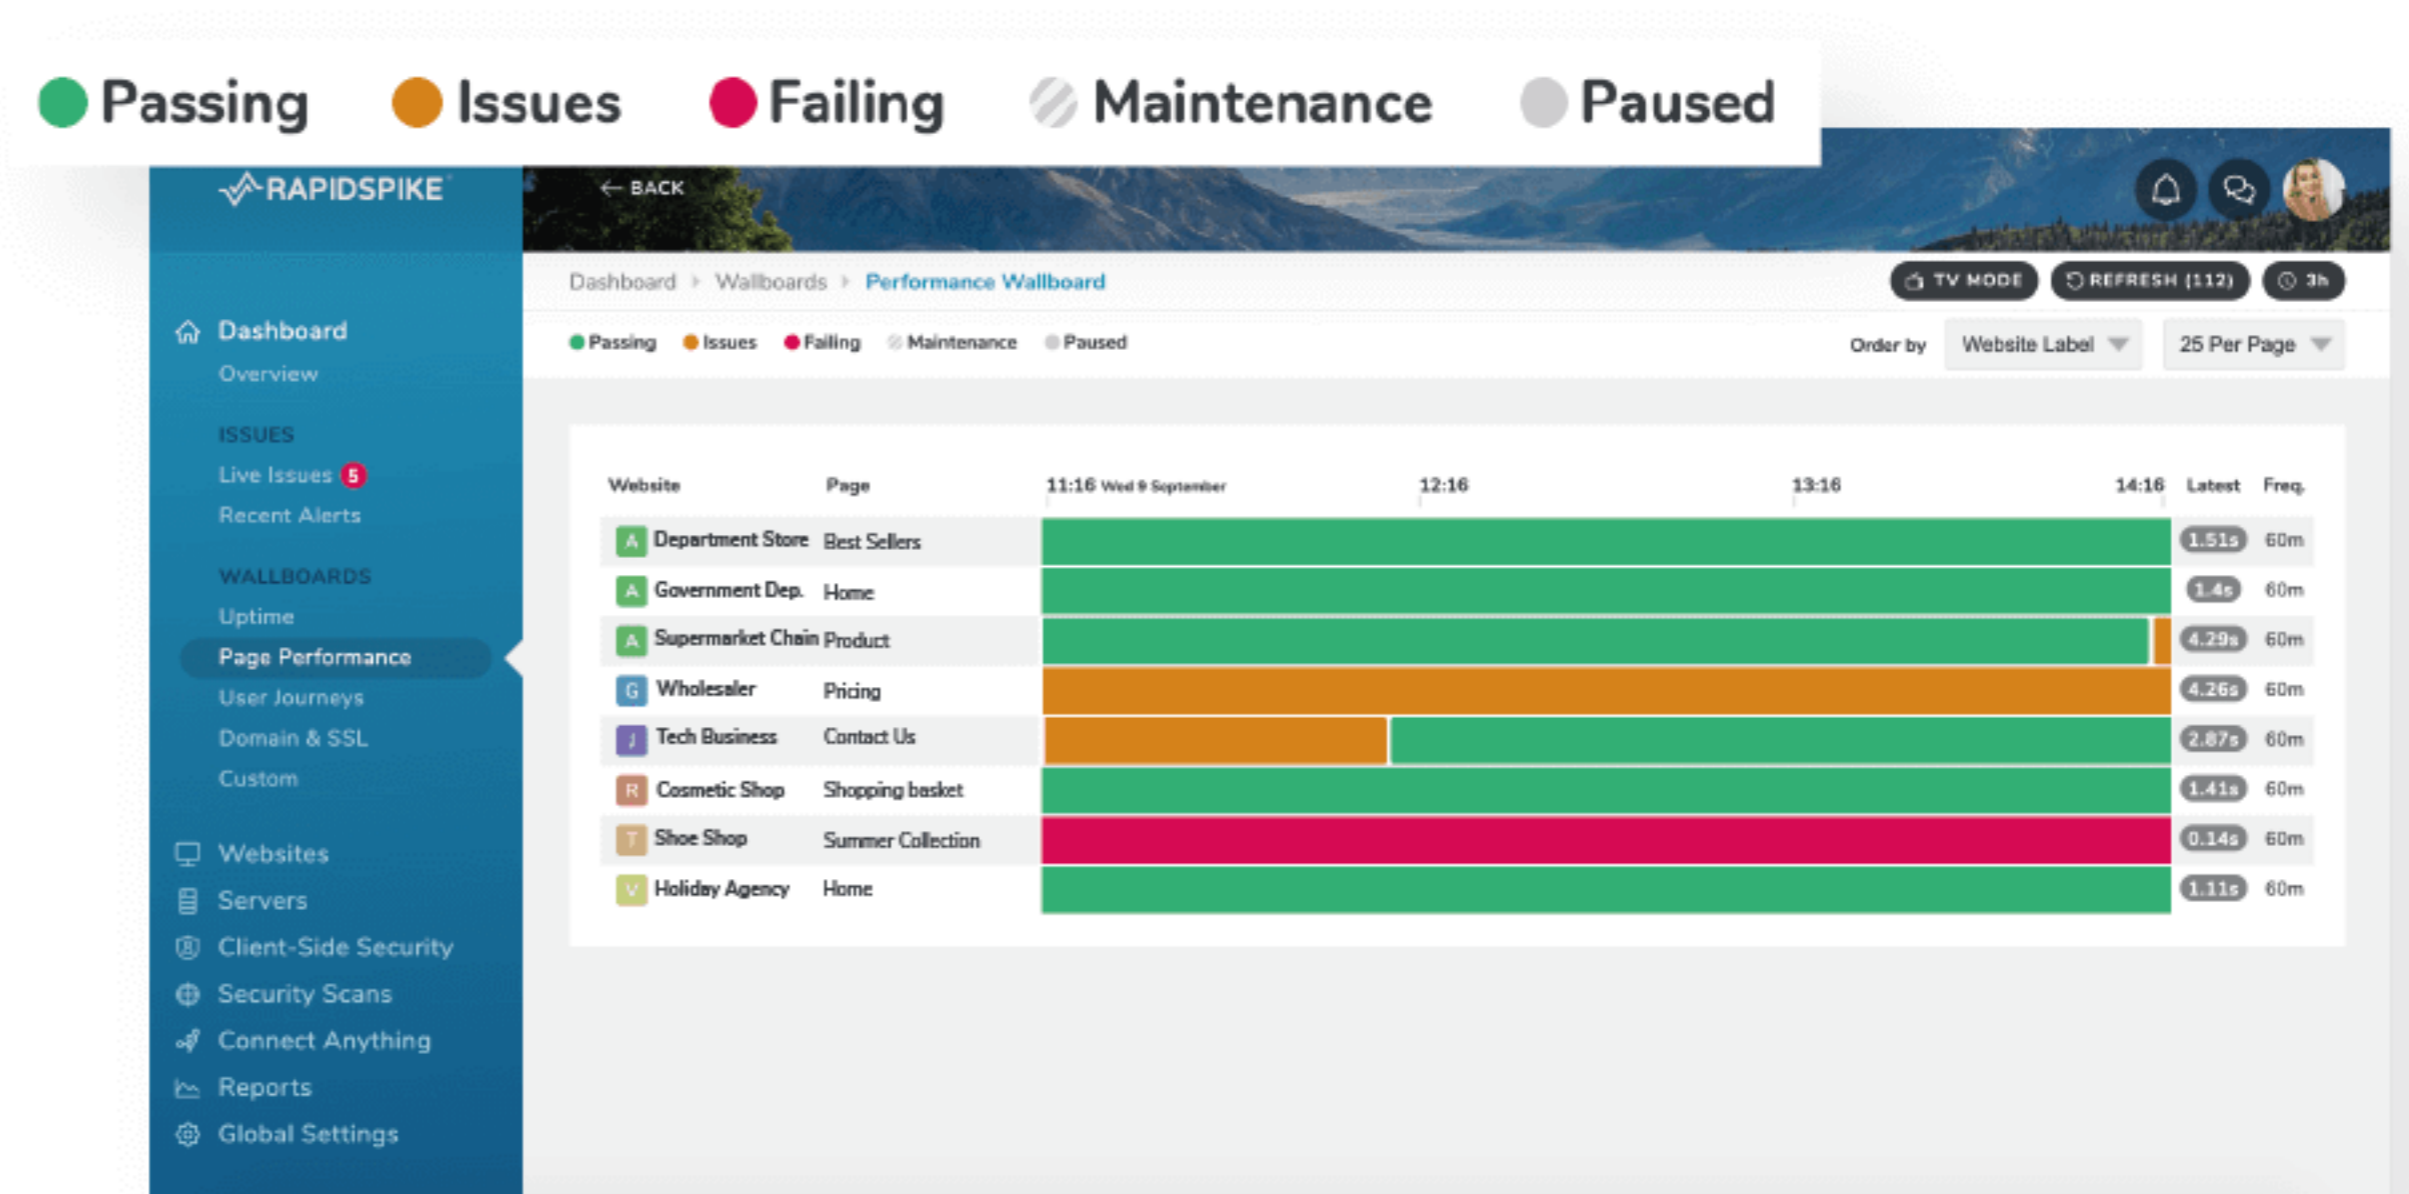 Passing Issues Failing Maintenance Paused
RAPIDSPIKE
← BACK
Dashboard
Overview
ISSUES
Live Issues 5
Recent Alerts
WALLBOARDS
Uptime
Page Performance
User Journeys
Domain & SSL
Custom
Websites
Servers
Client-Side Security
Security Scans
Connect Anything
Reports
Global Settings
Dashboard Wallboards Performance Wallboard
TV MODE REFRESH (112) 3h
Passing Issues Failing Maintenance Paused
Order by Website Label 25 Per Page
Website Page 11:16 Wed 9 September 12:16 13:16 14:16 Latest Freq.
A Department Store Best Sellers 1.51s 60m
A Government Dep. Home 1.4s 60m
A Supermarket Chain Product 4.29s 60m
G Wholesaler Pricing 4.26s 60m
J Tech Business Contact Us 2.87s 60m
R Cosmetic Shop Shopping basket 1.41s 60m
T Shoe Shop Summer Collection 0.14s 60m
V Holiday Agency Home 1.11s 60m